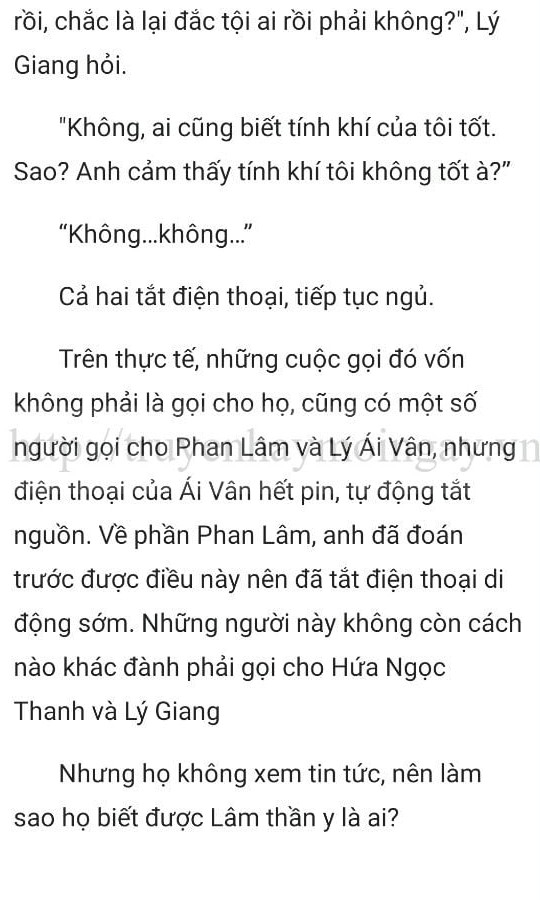 rồi, chắc là lại đắc tội ai rồi phải không?", Lý
Giang hỏi.
"Không, ai cũng biết tính khí của tôi tốt.
Sao? Anh cảm thấy tính khí tôi không tốt à?”
“Không...không...”
Cả hai tắt điện thoại, tiếp tục ngủ.
Trên thực tế, những cuộc gọi đó vốn
không phải là gọi cho họ, cũng có một số
người gọi cho Phan Lâm và Lý Ái Vân, nhưng
http://truyenhaymoingay.vn
điện thoại của Ái Vân hết pin, tự động tắt
nguồn. Về phần Phan Lâm, anh đã đoán
trước được điều này nên đã tắt điện thoại di
động sớm. Những người này không còn cách
nào khác đành phải gọi cho Hứa Ngọc
Thanh và Lý Giang
Nhưng họ không xem tin tức, nên làm
sao họ biết được Lâm thần y là ai?